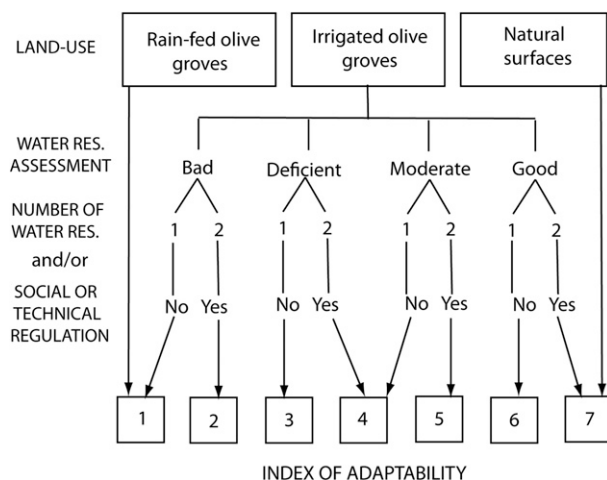 LAND-USE
Rain-fed olive
groves
Irrigated olive
groves
Natural
surfaces
WATER RES.
ASSESSMENT
Bad Deficient Moderate Good
NUMBER OF
WATER RES.
1 2 1 2 1 2 1 2
and/or
SOCIAL OR
TECHNICAL
REGULATION
No Yes No Yes No Yes No Yes
1 2 3 4 5 6 7
INDEX OF ADAPTABILITY